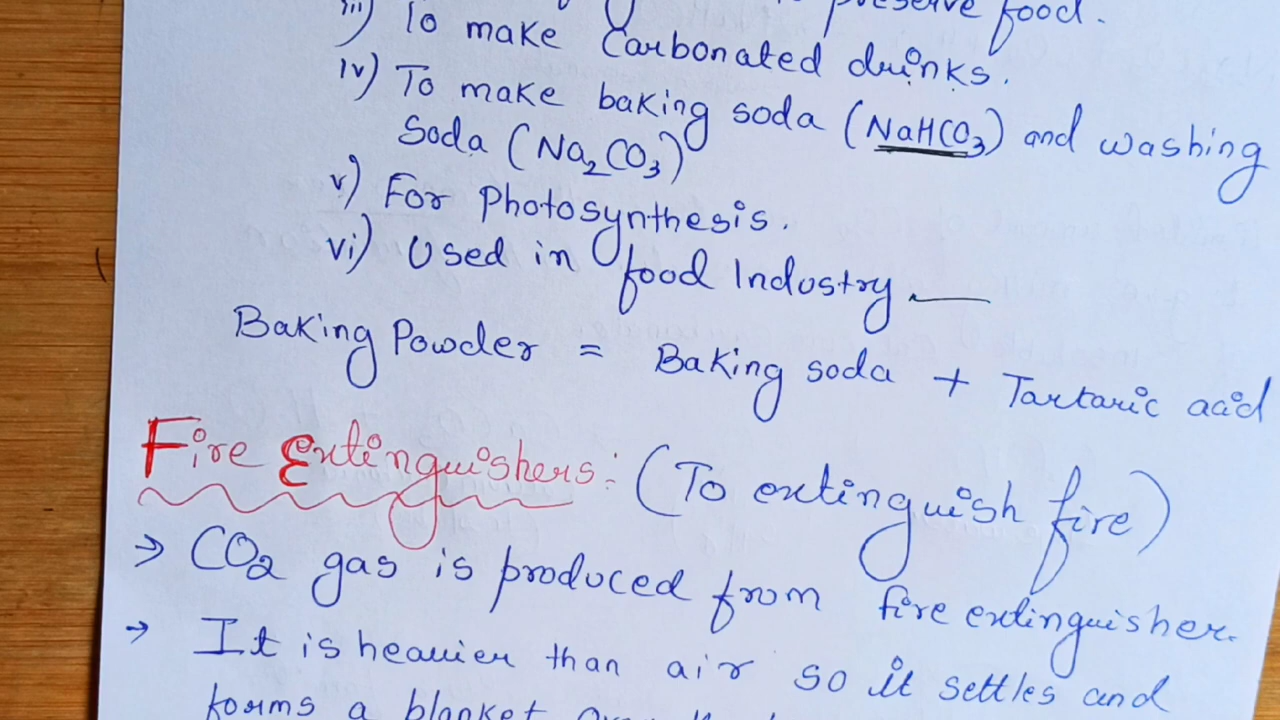 iii) To make Carbonated drinks. preserve food.
iv) To make baking soda (NaHCO₃) and washing
Soda (Na₂CO₃)
v) For Photosynthesis.
vi) Used in food Industry
Baking Powder = Baking soda + Tartaric acid
Fire Extinguishers:- (To extinguish fire)
→ CO₂ gas is produced from fire extinguisher.
→ It is heavier than air so it settles and
forms a blanket